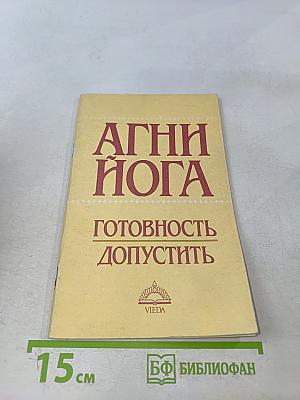 АГНИ
ЙОГА
ГОТОВНОСТЬ
ДОПУСТИТЬ
VIEDA
15 см
БФ БИБЛИОФАН